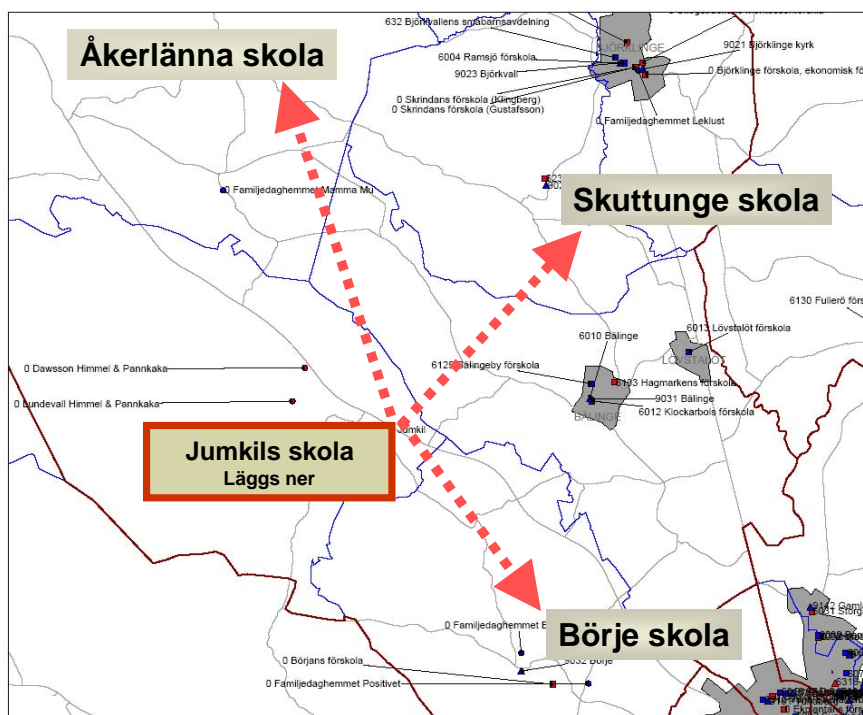 632 Björkvallens småbarnsavdelning
Åkerlänna skola
BJÖRKLINGE
9021 Björklinge kyrk
6004 Ramsjö förskola
9023 Björkvall
0 Björklinge förskola, ekonomisk fö
0 Skrindans förskola (Klingberg)
0 Skrindans förskola (Gustafsson)
0 Familjedaghemmet Leklust
0 Familjedaghemmet Mamma Mu
Skuttunge skola
6130 Fullerö förs
6013 Lövstalöt förskola
6010 Bälinge
LÖVSTALÖT
6125 Bälingeby förskola
0 Dawsson Himmel & Pannkaka
6193 Hagmarkens förskola
9031 Bälinge
0 Lundevall Himmel & Pannkaka
6012 Klockarbols förskola
BÄLINGE
Jumkil
Jumkils skola
Läggs ner
0 Familjedaghemmet
Börje skola
0 Börjans förskola
9032 Börje
0 Familjedaghemmet Positivet